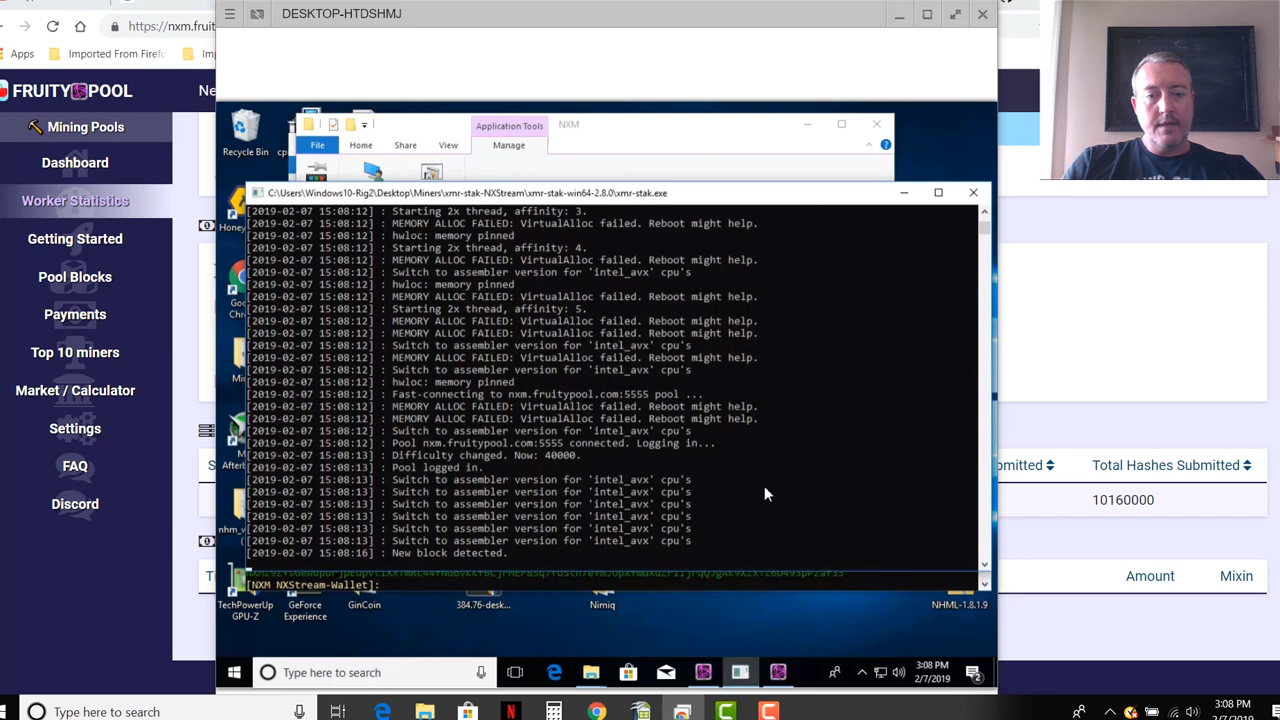 DESKTOP-HTDSHMJ
https://nxm.fruit
Apps
Imported From Firefo
Imp
FRUITY POOL
Ne
Mining Pools
Dashboard
Worker Statistics
Getting Started
Pool Blocks
Payments
Top 10 miners
Market / Calculator
Settings
FAQ
Discord
Recycle Bin
cp
Application Tools
NXM
File
Home
Share
View
Manage
C:\Users\Windows10-Rig2\Desktop\Miners\xmr-stak-NXStream\xmr-stak-win64-2.8.0\xmr-stak.exe
[2019-02-07 15:08:12] : Starting 2x thread, affinity: 3.
[2019-02-07 15:08:12] : MEMORY ALLOC FAILED: VirtualAlloc failed. Reboot might help.
[2019-02-07 15:08:12] : hwloc: memory pinned
[2019-02-07 15:08:12] : Starting 2x thread, affinity: 4.
[2019-02-07 15:08:12] : MEMORY ALLOC FAILED: VirtualAlloc failed. Reboot might help.
[2019-02-07 15:08:12] : Switch to assembler version for 'intel_avx' cpu's
[2019-02-07 15:08:12] : hwloc: memory pinned
[2019-02-07 15:08:12] : MEMORY ALLOC FAILED: VirtualAlloc failed. Reboot might help.
[2019-02-07 15:08:12] : Starting 2x thread, affinity: 5.
[2019-02-07 15:08:12] : MEMORY ALLOC FAILED: VirtualAlloc failed. Reboot might help.
[2019-02-07 15:08:12] : MEMORY ALLOC FAILED: VirtualAlloc failed. Reboot might help.
[2019-02-07 15:08:12] : Switch to assembler version for 'intel_avx' cpu's
[2019-02-07 15:08:12] : MEMORY ALLOC FAILED: VirtualAlloc failed. Reboot might help.
[2019-02-07 15:08:12] : Switch to assembler version for 'intel_avx' cpu's
[2019-02-07 15:08:12] : hwloc: memory pinned
[2019-02-07 15:08:12] : Fast-connecting to nxm.fruitypool.com:5555 pool ...
[2019-02-07 15:08:12] : MEMORY ALLOC FAILED: VirtualAlloc failed. Reboot might help.
[2019-02-07 15:08:12] : MEMORY ALLOC FAILED: VirtualAlloc failed. Reboot might help.
[2019-02-07 15:08:12] : Switch to assembler version for 'intel_avx' cpu's
[2019-02-07 15:08:12] : Pool nxm.fruitypool.com:5555 connected. Logging in...
[2019-02-07 15:08:13] : Difficulty changed. Now: 40000.
[2019-02-07 15:08:13] : Pool logged in.
[2019-02-07 15:08:13] : Switch to assembler version for 'intel_avx' cpu's
[2019-02-07 15:08:13] : Switch to assembler version for 'intel_avx' cpu's
[2019-02-07 15:08:13] : Switch to assembler version for 'intel_avx' cpu's
[2019-02-07 15:08:13] : Switch to assembler version for 'intel_avx' cpu's
[2019-02-07 15:08:13] : Switch to assembler version for 'intel_avx' cpu's
[2019-02-07 15:08:13] : Switch to assembler version for 'intel_avx' cpu's
[2019-02-07 15:08:16] : New block detected.
[NXM NXStream-Wallet]:
Honey
Goo
Chro
Min
Afterb
nhm_w
TechPowerUp GPU-Z
GeForce Experience
GinCoin
384.76-desk...
Nimiq
NHML-1.8.1.9
Type here to search
3:08 PM
2/7/2019
2
bmitted
Total Hashes Submitted
10160000
Amount
Mixin
Type here to search
3:08 PM